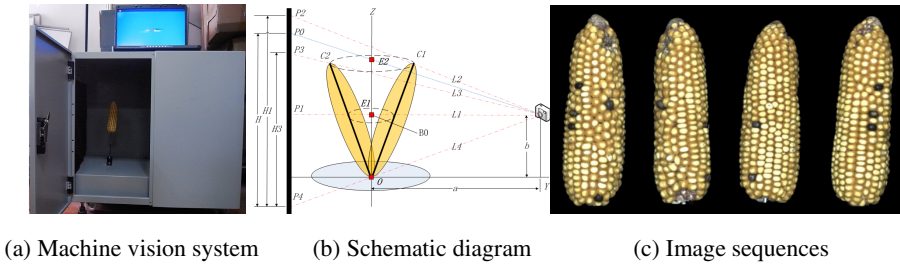 P2
Z
P0
P3
C2
C1
E2
L2
L3
H
H1
H3
E1
P1
L1
B0
b
L4
O
a
Y
P4
(a) Machine vision system
(b) Schematic diagram
(c) Image sequences